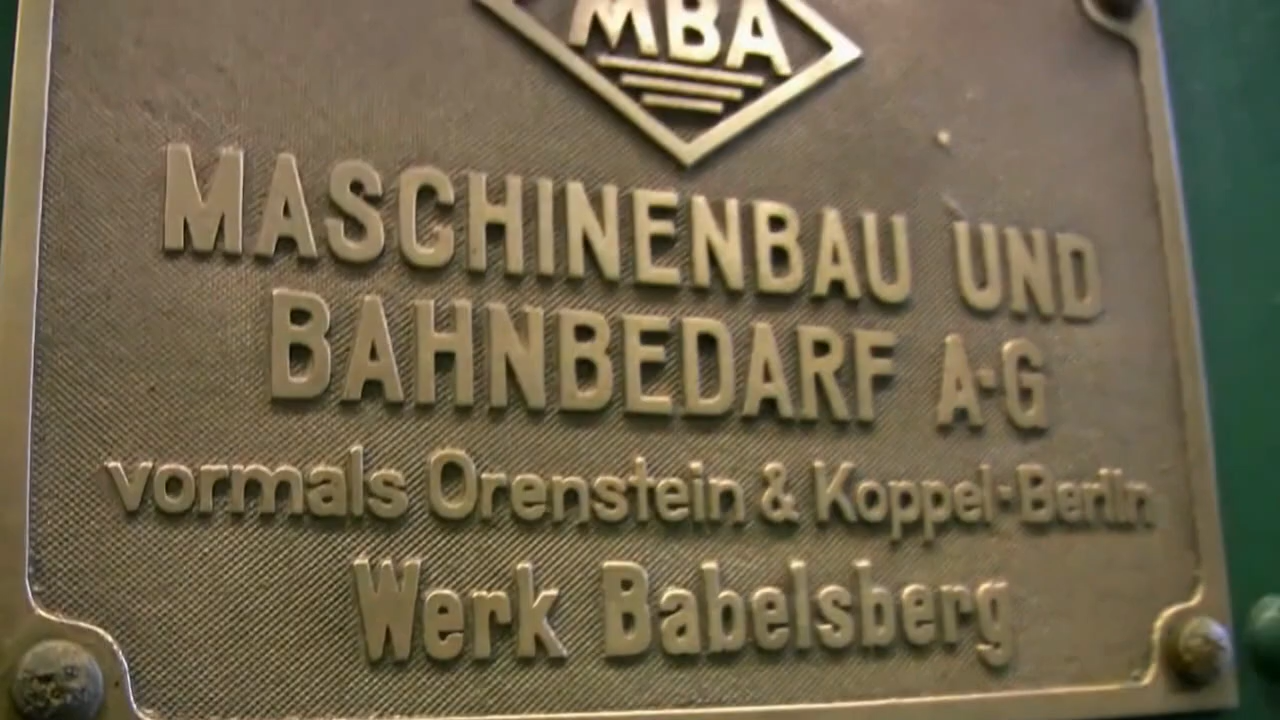 MBA
MASCHINENBAU UND
BAHNBEDARF A-G
vormals Orenstein & Koppel-Berlin
Werk Babelsberg